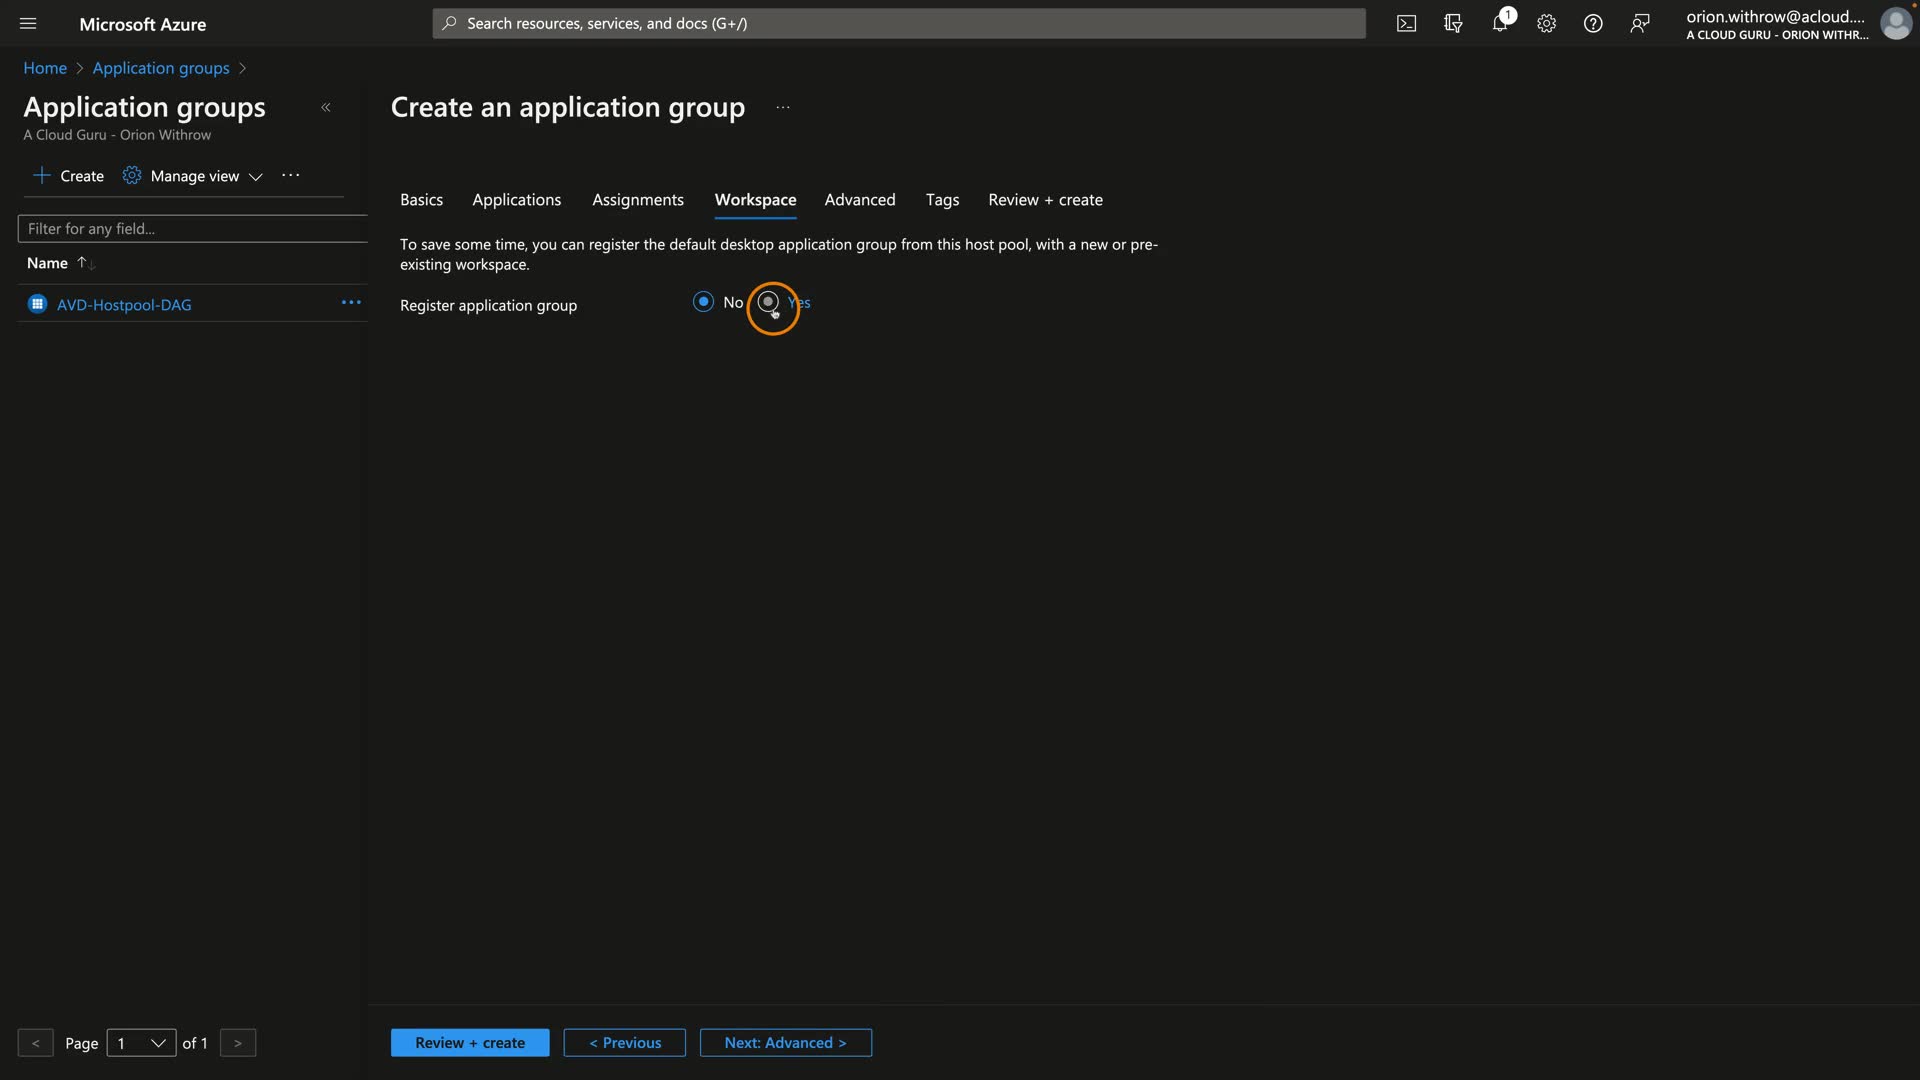 Microsoft Azure
Search resources, services, and docs (G+/)
1
orion.withrow@acloud....
A CLOUD GURU - ORION WITHR...
Home > Application groups >
Application groups «
A Cloud Guru - Orion Withrow
+ Create Manage view ...
Filter for any field...
Name ↑↓
AVD-Hostpool-DAG ...
< Page 1 of 1 >
Create an application group ...
Basics Applications Assignments Workspace Advanced Tags Review + create
To save some time, you can register the default desktop application group from this host pool, with a new or pre-
existing workspace.
Register application group No Yes
Review + create < Previous Next: Advanced >